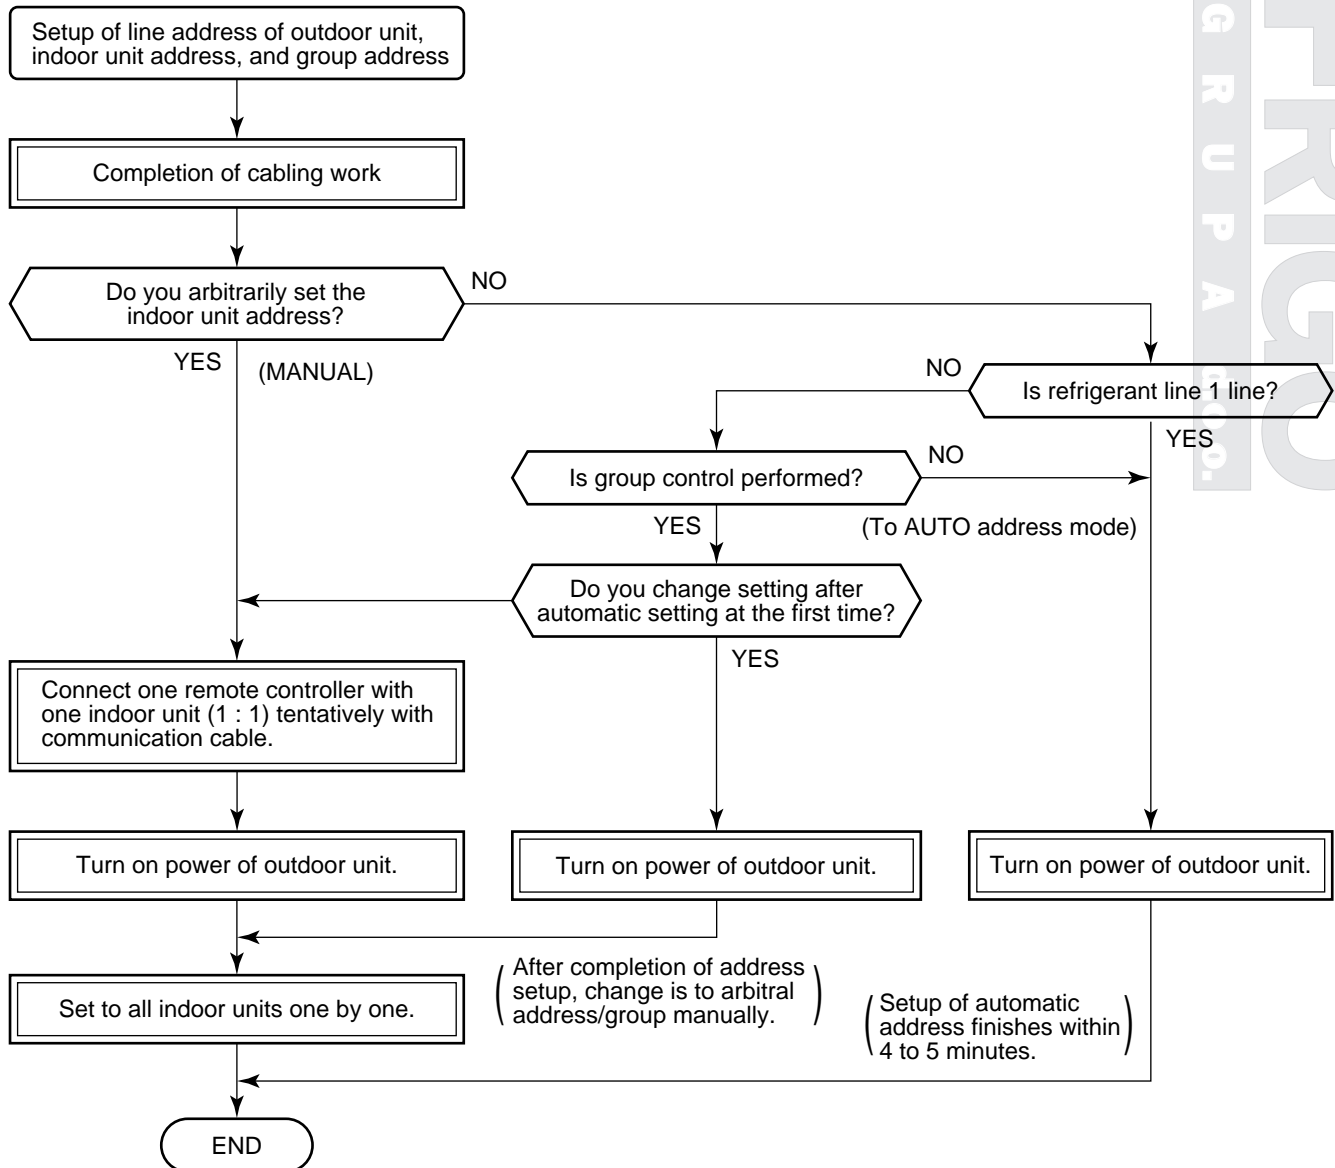 Setup of line address of outdoor unit,
indoor unit address, and group address
Completion of cabling work
Do you arbitrarily set the
indoor unit address?
NO
YES
(MANUAL)
NO
Is refrigerant line 1 line?
YES
Is group control performed?
NO
YES
(To AUTO address mode)
Do you change setting after
automatic setting at the first time?
YES
Connect one remote controller with
one indoor unit (1 : 1) tentatively with
communication cable.
Turn on power of outdoor unit.
Turn on power of outdoor unit.
Turn on power of outdoor unit.
Set to all indoor units one by one.
(After completion of address
setup, change is to arbitral
address/group manually.)
(Setup of automatic
address finishes within
4 to 5 minutes.)
END
FRIGO
GRUPA d.o.o.